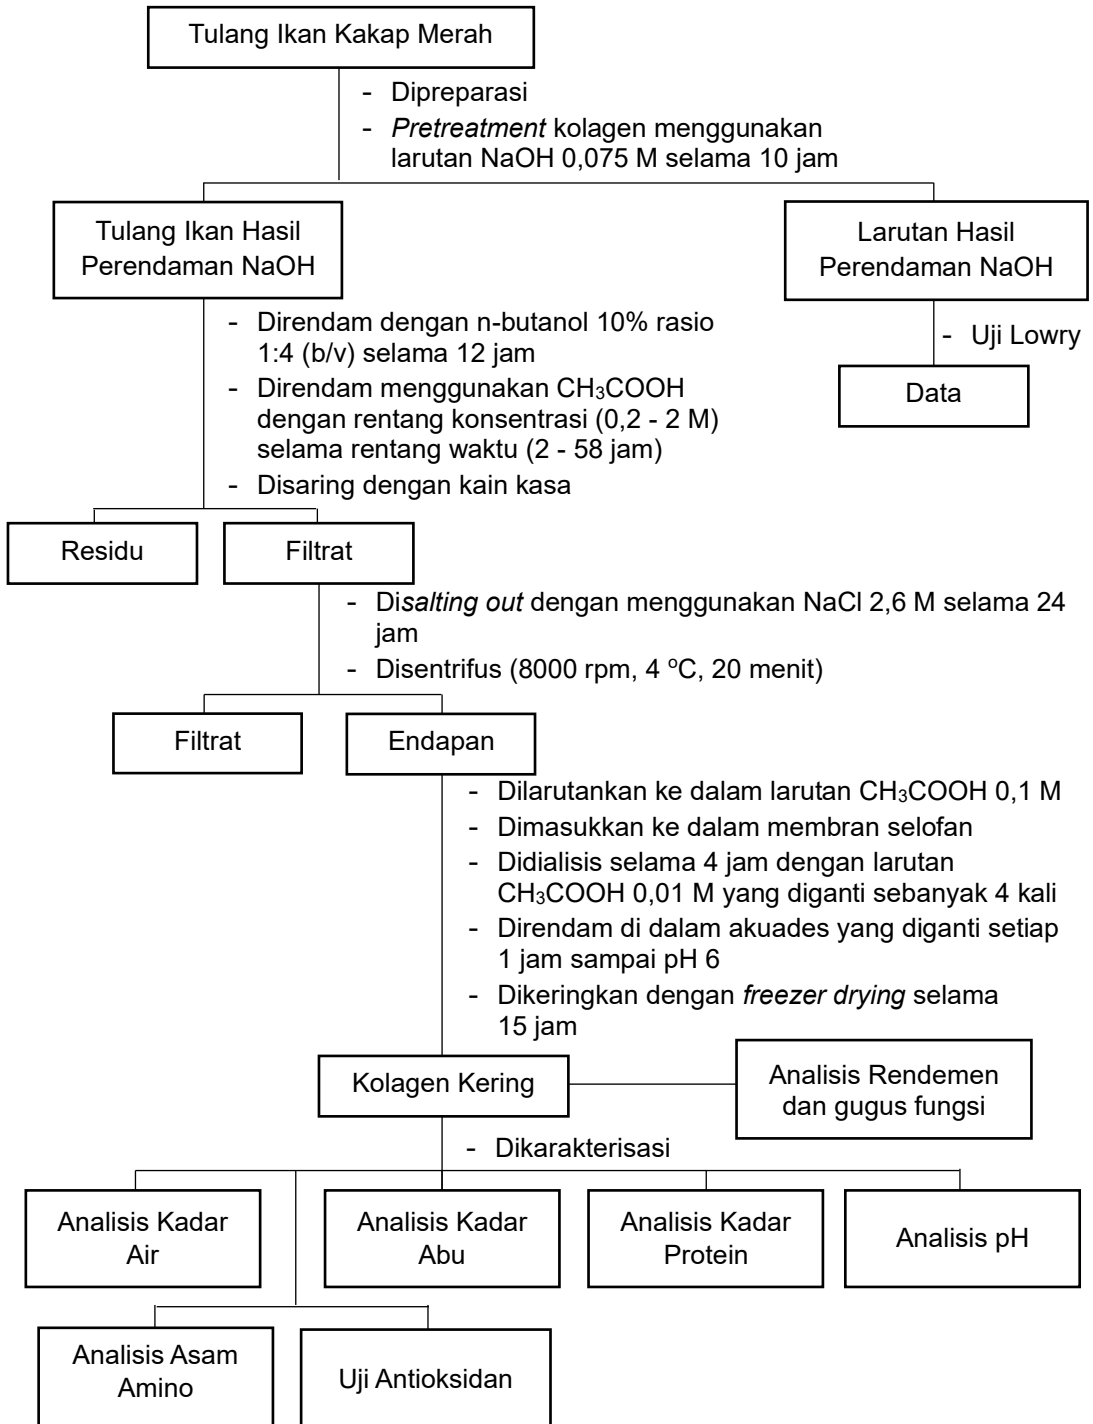 Tulang Ikan Kakap Merah
- Dipreparasi
- Pretreatment kolagen menggunakan
larutan NaOH 0,075 M selama 10 jam
Tulang Ikan Hasil
Perendaman NaOH
Larutan Hasil
Perendaman NaOH
- Direndam dengan n-butanol 10% rasio
1:4 (b/v) selama 12 jam
- Direndam menggunakan CH₃COOH
dengan rentang konsentrasi (0,2 - 2 M)
selama rentang waktu (2 - 58 jam)
- Disaring dengan kain kasa
- Uji Lowry
Data
Residu
Filtrat
- Disalting out dengan menggunakan NaCl 2,6 M selama 24
jam
- Disentrifus (8000 rpm, 4 °C, 20 menit)
Filtrat
Endapan
- Dilarutankan ke dalam larutan CH₃COOH 0,1 M
- Dimasukkan ke dalam membran selofan
- Didialisis selama 4 jam dengan larutan
CH₃COOH 0,01 M yang diganti sebanyak 4 kali
- Direndam di dalam akuades yang diganti setiap
1 jam sampai pH 6
- Dikeringkan dengan freezer drying selama
15 jam
Kolagen Kering
Analisis Rendemen
dan gugus fungsi
- Dikarakterisasi
Analisis Kadar
Air
Analisis Kadar
Abu
Analisis Kadar
Protein
Analisis pH
Analisis Asam
Amino
Uji Antioksidan